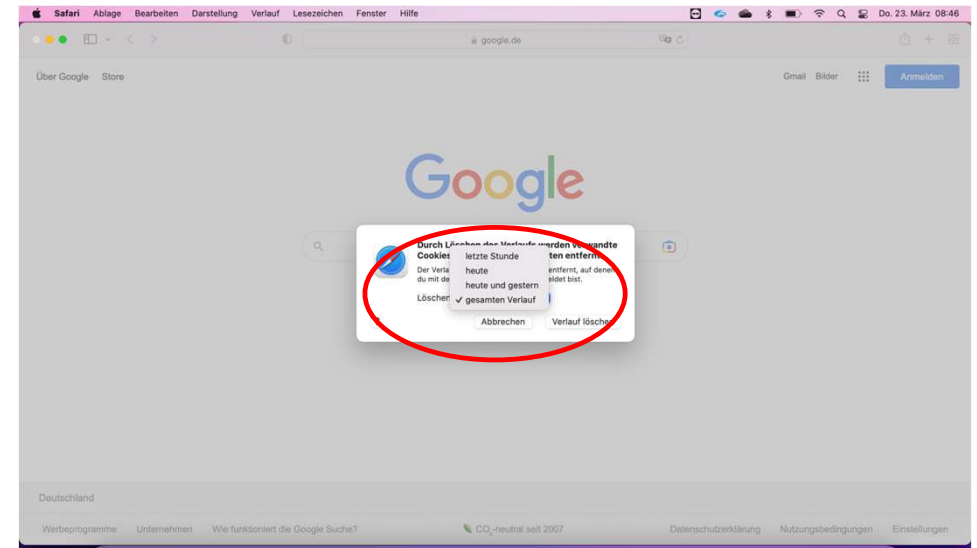 Safari Ablage Bearbeiten Darstellung Verlauf Lesezeichen Fenster Hilfe Do. 23. März 08:46
google.de
Über Google Store Gmail Bilder Anmelden
Google
Durch Löschen des Verlaufs werden verwandte
Cookies ten entfernt
letzte Stunde
Der Verla entfernt, auf denen
heute
du mit de eldet bist.
heute und gestern
Löschen
✓ gesamten Verlauf
Abbrechen Verlauf löschen
Deutschland
Werbeprogramme Unternehmen Wie funktioniert die Google Suche? CO₂-neutral seit 2007 Datenschutzerklärung Nutzungsbedingungen Einstellungen